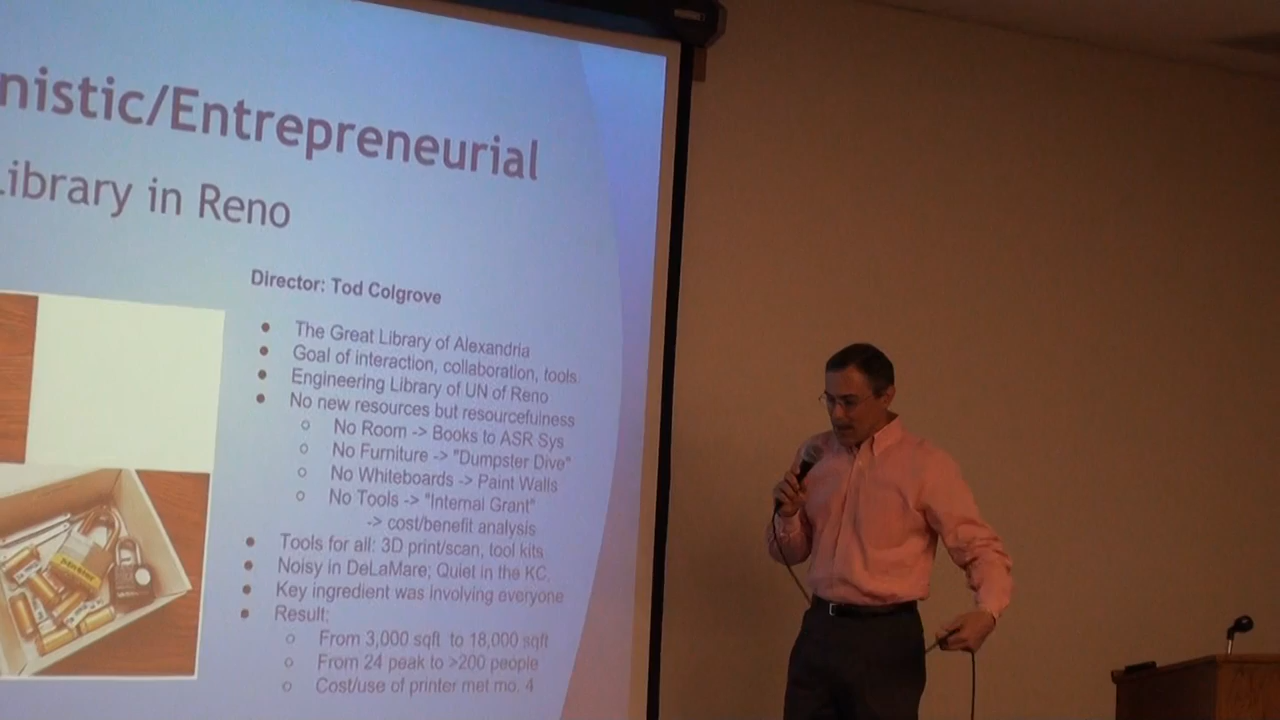 nistic/Entrepreneurial
Library in Reno
Director: Tod Colgrove
The Great Library of Alexandria
Goal of interaction, collaboration, tools
Engineering Library of UN of Reno
No new resources but resourcefulness
No Room -> Books to ASR Sys
No Furniture -> "Dumpster Dive"
No Whiteboards -> Paint Walls
No Tools -> "Internal Grant"
-> cost/benefit analysis
Tools for all: 3D print/scan, tool kits
Noisy in DeLaMare; Quiet in the KC.
Key ingredient was involving everyone
Result:
From 3,000 sqft to 18,000 sqft
From 24 peak to >200 people
Cost/use of printer met mo. 4